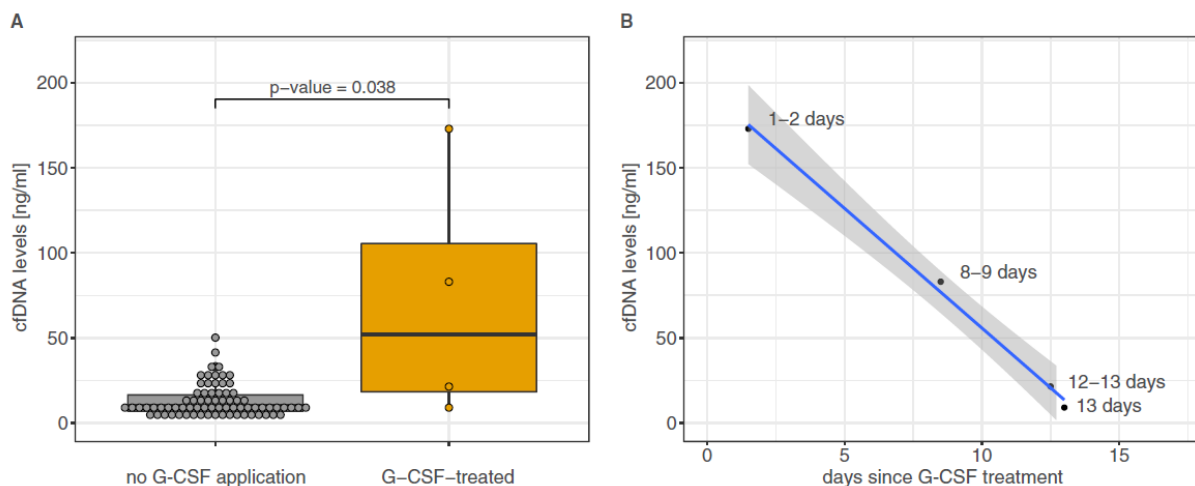 A
cfDNA levels [ng/ml]
200
150
100
50
0
p−value = 0.038
no G-CSF application
G−CSF−treated
B
cfDNA levels [ng/ml]
200
150
100
50
0
1−2 days
8−9 days
12−13 days
13 days
0
5
10
15
days since G-CSF treatment